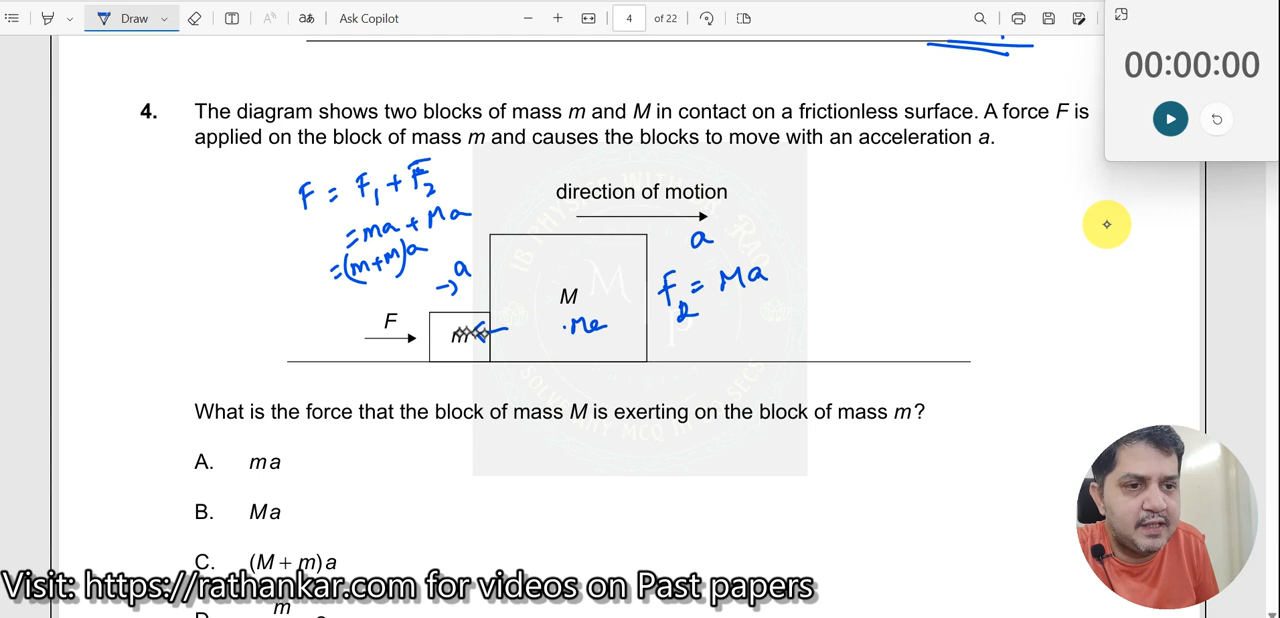 Draw
Ask Copilot
4 of 22
00:00:00
4. The diagram shows two blocks of mass m and M in contact on a frictionless surface. A force F is
applied on the block of mass m and causes the blocks to move with an acceleration a.
F = F₁ + F₂
= ma + Ma
= (m+M)a
direction of motion
a
→ a
F₂ = Ma
M
F
m
What is the force that the block of mass M is exerting on the block of mass m?
A. ma
B. Ma
C. (M + m)a
m
Visit: https://rathankar.com for videos on Past papers